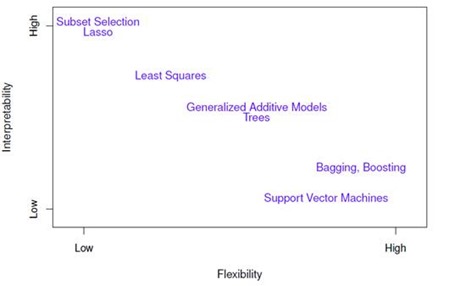 High
Subset Selection
Lasso
Least Squares
Generalized Additive Models
Trees
Bagging, Boosting
Support Vector Machines
Interpretability
Low
Low
High
Flexibility